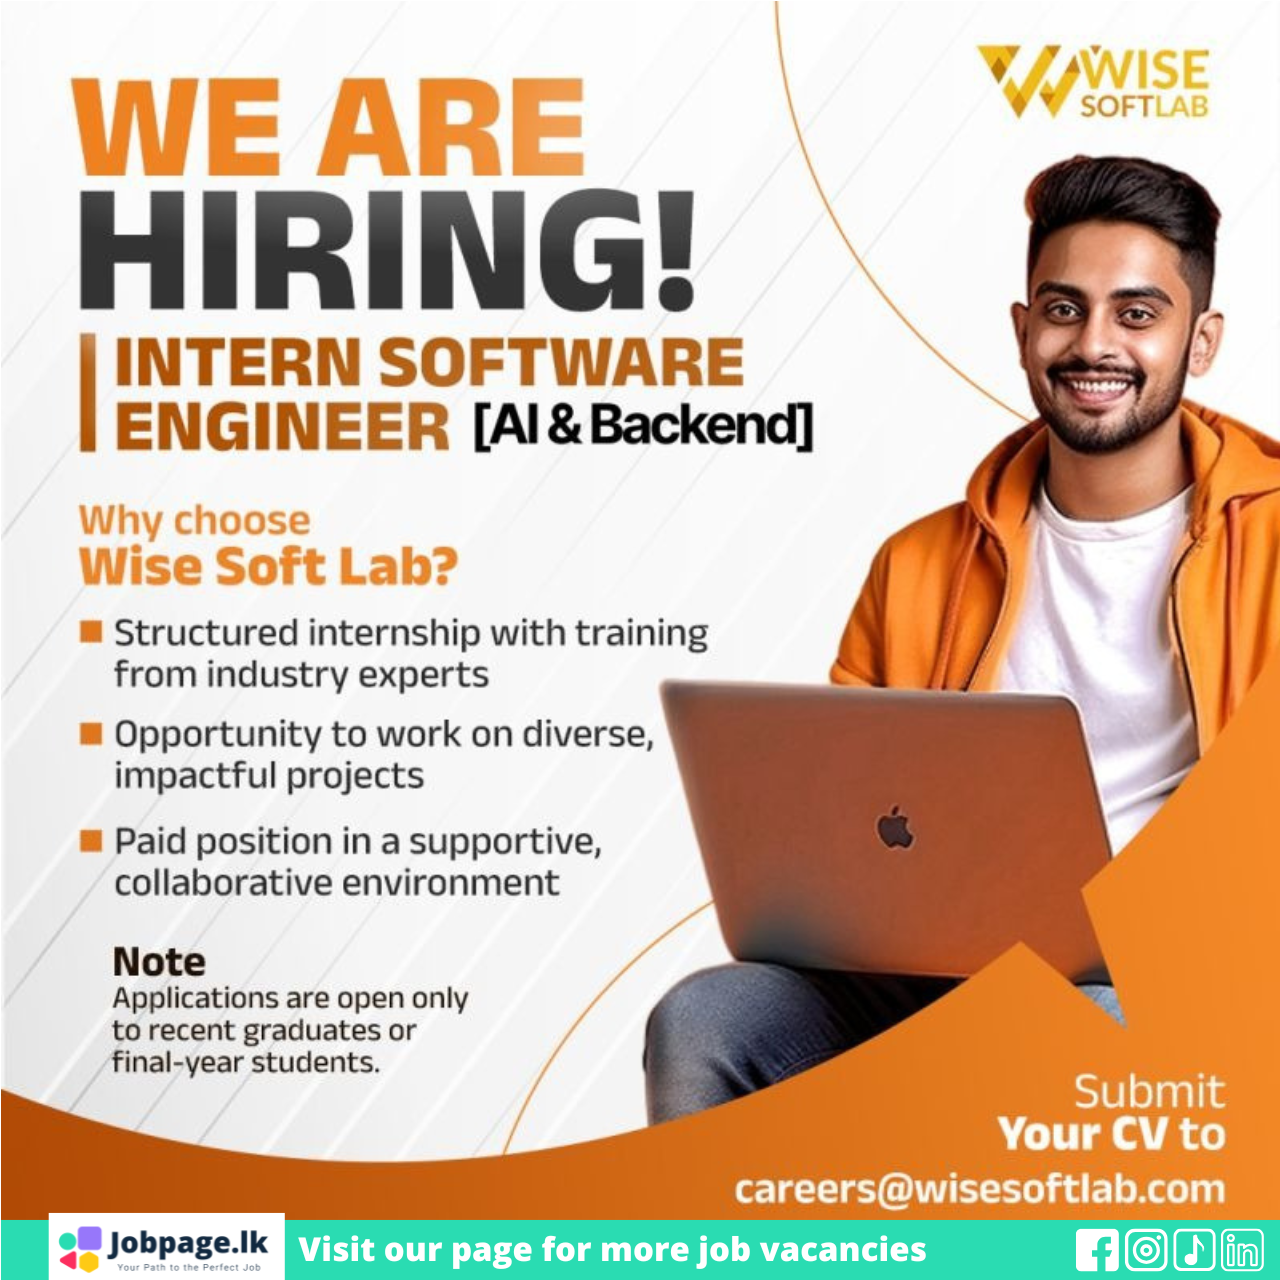 WISE
SOFTLAB
WE ARE
HIRING!
INTERN SOFTWARE
ENGINEER [AI & Backend]
Why choose
Wise Soft Lab?
Structured internship with training
from industry experts
Opportunity to work on diverse,
impactful projects
Paid position in a supportive,
collaborative environment
Note
Applications are open only
to recent graduates or
final-year students.
Submit
Your CV to
careers@wisesoftlab.com
Jobpage.lk
Your Path to the Perfect Job
Visit our page for more job vacancies